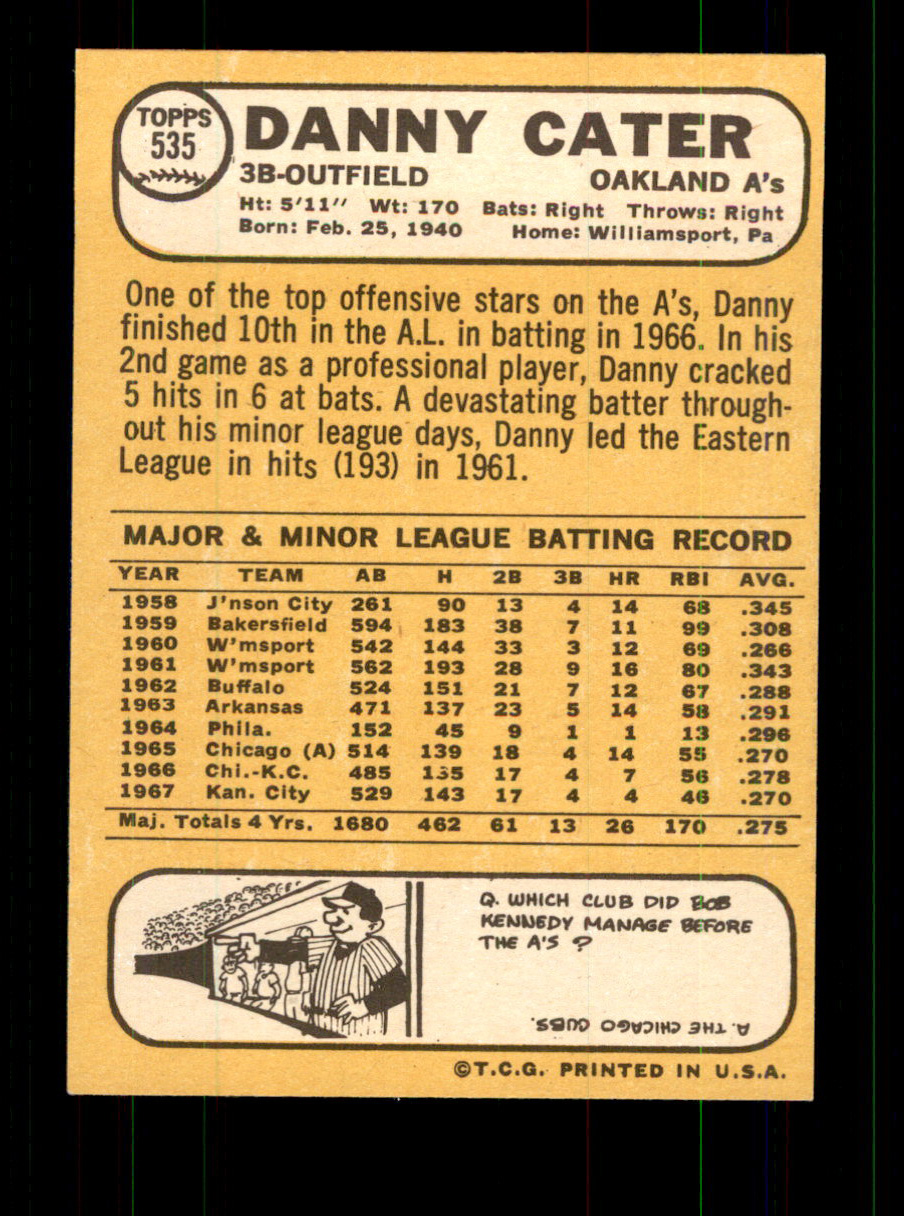 TOPPS
535
DANNY CATER
3B-OUTFIELD OAKLAND A's
Ht: 5'11" Wt: 170 Bats: Right Throws: Right
Born: Feb. 25, 1940 Home: Williamsport, Pa
One of the top offensive stars on the A's, Danny
finished 10th in the A.L. in batting in 1966. In his
2nd game as a professional player, Danny cracked
5 hits in 6 at bats. A devastating batter through-
out his minor league days, Danny led the Eastern
League in hits (193) in 1961.
MAJOR & MINOR LEAGUE BATTING RECORD
YEAR TEAM AB H 2B 3B HR RBI AVG.
1958 J'nson City 261 90 13 4 14 68 .345
1959 Bakersfield 594 183 38 7 11 99 .308
1960 W'msport 542 144 33 3 12 69 .266
1961 W'msport 562 193 28 9 16 80 .343
1962 Buffalo 524 151 21 7 12 67 .288
1963 Arkansas 471 137 23 5 14 58 .291
1964 Phila. 152 45 9 1 1 13 .296
1965 Chicago (A) 514 139 18 4 14 55 .270
1966 Chi.-K.C. 485 135 17 4 7 56 .278
1967 Kan. City 529 143 17 4 4 46 .270
Maj. Totals 4 Yrs. 1680 462 61 13 26 170 .275
Q. WHICH CLUB DID BOB
KENNEDY MANAGE BEFORE
THE A'S ?
A. THE CHICAGO CUBS.
©T.C.G. PRINTED IN U.S.A.